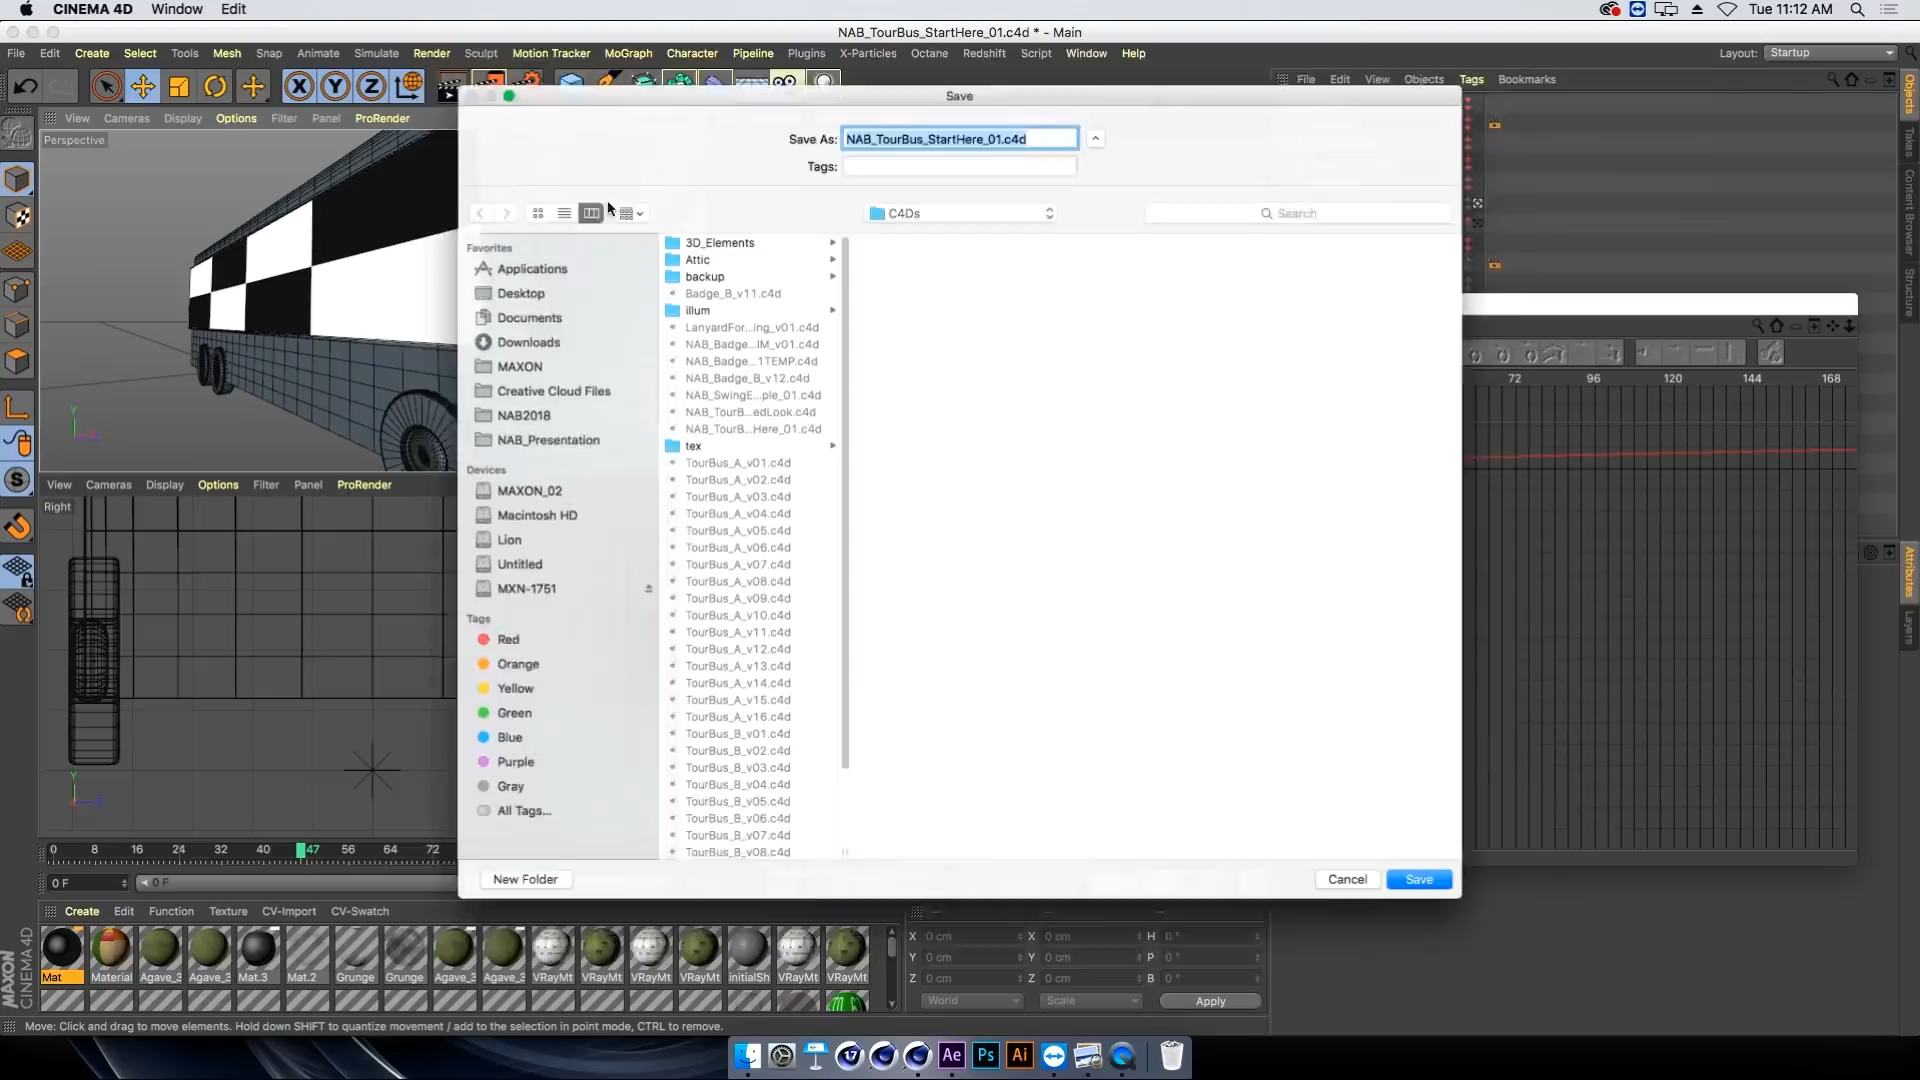 CINEMA 4D Window Edit Tue 11:12 AM
NAB_TourBus_StartHere_01.c4d * - Main
File Edit Create Select Tools Mesh Snap Animate Simulate Render Sculpt Motion Tracker MoGraph Character Pipeline Plugins X-Particles Octane Redshift Script Window Help Layout: Startup
X Y Z
File Edit View Objects Tags Bookmarks
Objects
Takes
Content Browser
Structure
Attributes
Layers
View Cameras Display Options Filter Panel ProRender
Perspective
Save
Save As: NAB_TourBus_StartHere_01.c4d
Tags:
C4Ds
Search
Favorites
Applications
Desktop
Documents
Downloads
MAXON
Creative Cloud Files
NAB2018
NAB_Presentation
Devices
MAXON_02
Macintosh HD
Lion
Untitled
MXN-1751
Tags
Red
Orange
Yellow
Green
Blue
Purple
Gray
All Tags...
3D_Elements
Attic
backup
Badge_B_v11.c4d
illum
LanyardFor...ing_v01.c4d
NAB_Badge...IM_v01.c4d
NAB_Badge...1TEMP.c4d
NAB_Badge_B_v12.c4d
NAB_SwingE...ple_01.c4d
NAB_TourB...edLook.c4d
NAB_TourB...Here_01.c4d
tex
TourBus_A_v01.c4d
TourBus_A_v02.c4d
TourBus_A_v03.c4d
TourBus_A_v04.c4d
TourBus_A_v05.c4d
TourBus_A_v06.c4d
TourBus_A_v07.c4d
TourBus_A_v08.c4d
TourBus_A_v09.c4d
TourBus_A_v10.c4d
TourBus_A_v11.c4d
TourBus_A_v12.c4d
TourBus_A_v13.c4d
TourBus_A_v14.c4d
TourBus_A_v15.c4d
TourBus_A_v16.c4d
TourBus_B_v01.c4d
TourBus_B_v02.c4d
TourBus_B_v03.c4d
TourBus_B_v04.c4d
TourBus_B_v05.c4d
TourBus_B_v06.c4d
TourBus_B_v07.c4d
TourBus_B_v08.c4d
New Folder Cancel Save
72 96 120 144 168
View Cameras Display Options Filter Panel ProRender
Right
Y
Y
0 8 16 24 32 40 47 56 64 72
0 F 0 F
Create Edit Function Texture CV-Import CV-Swatch
Mat Material Agave_3 Agave_3 Mat.3 Mat.2 Grunge Grunge Agave_3 Agave_3 VRayMt VRayMt VRayMt VRayMt initialSh VRayMt VRayMt
X 0 cm X 0 cm H 0 °
Y 0 cm Y 0 cm P 0 °
Z 0 cm Z 0 cm B 0 °
World Scale Apply
MAXON CINEMA 4D
Move: Click and drag to move elements. Hold down SHIFT to quantize movement / add to the selection in point mode, CTRL to remove.
17 Ae Ps Ai